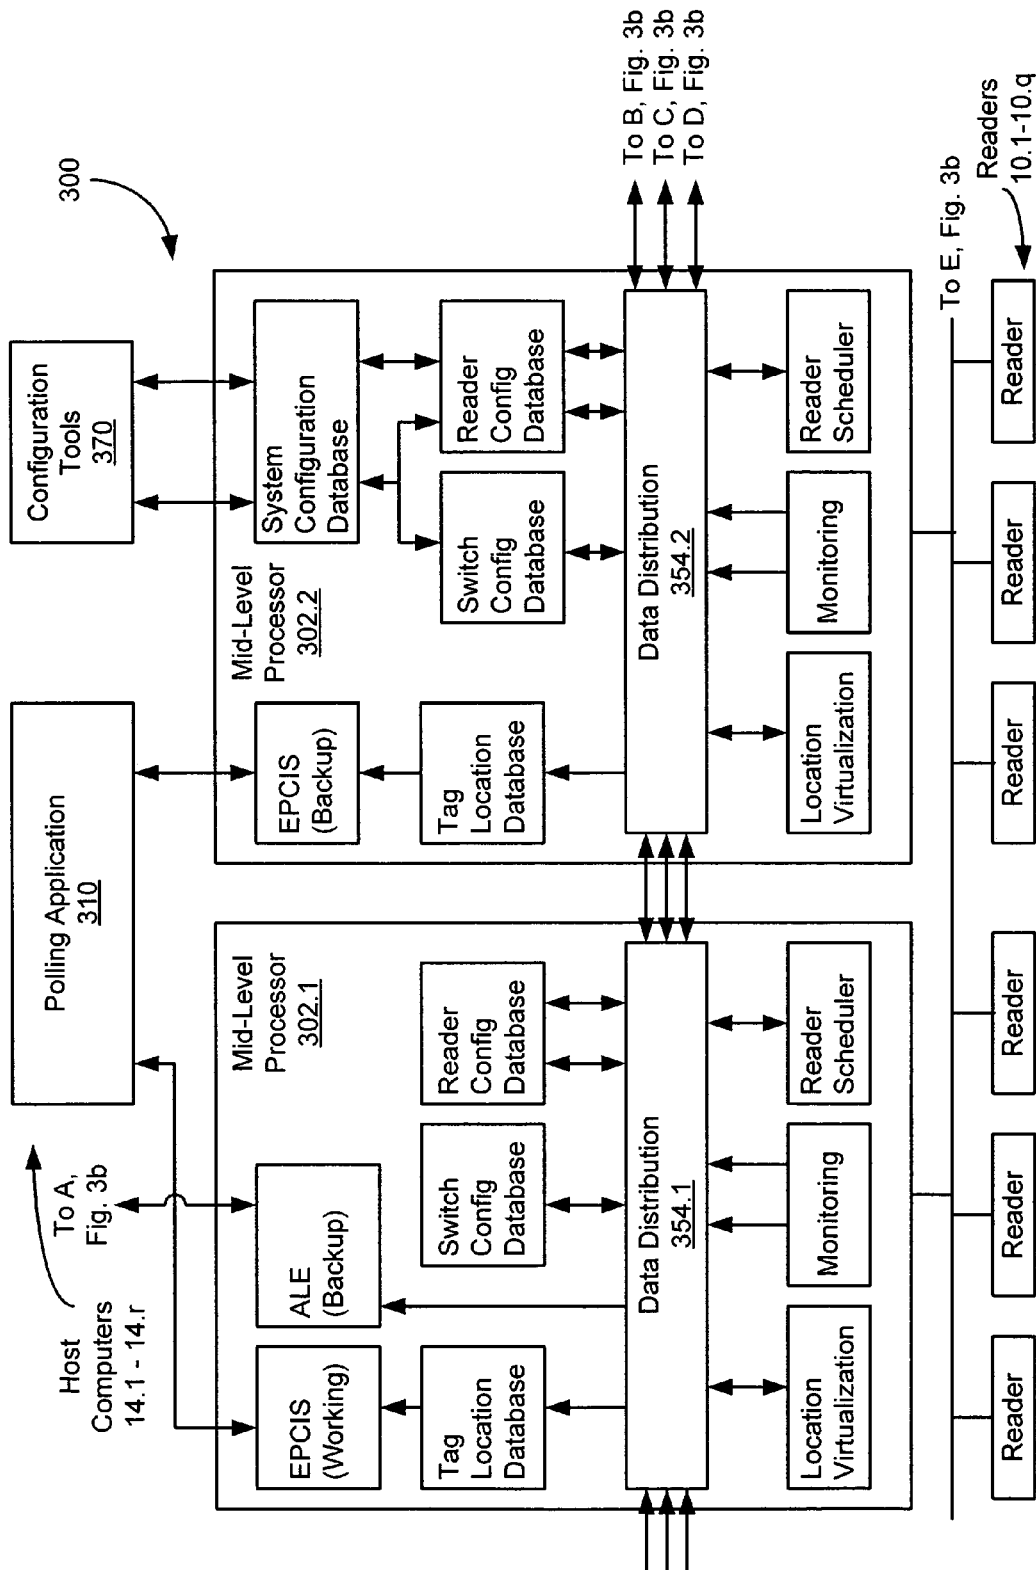 300
Host
Computers
14.1 - 14.r
To A,
Fig. 3b
Polling Application
310
Configuration
Tools
370
Mid-Level
Processor
302.1
EPCIS
(Working)
ALE
(Backup)
Tag
Location
Database
Switch
Config
Database
Reader
Config
Database
Data Distribution
354.1
Location
Virtualization
Monitoring
Reader
Scheduler
Mid-Level
Processor
302.2
EPCIS
(Backup)
System
Configuration
Database
Tag
Location
Database
Switch
Config
Database
Reader
Config
Database
Data Distribution
354.2
Location
Virtualization
Monitoring
Reader
Scheduler
To B, Fig. 3b
To C, Fig. 3b
To D, Fig. 3b
To E, Fig. 3b
Readers
10.1-10.q
Reader
Reader
Reader
Reader
Reader
Reader